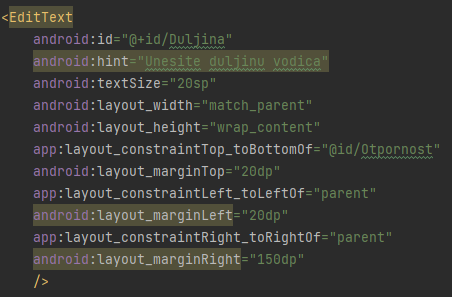 <EditText
android:id="@+id/Duljina"
android:hint="Unesite duljinu vodica"
android:textSize="20sp"
android:layout_width="match_parent"
android:layout_height="wrap_content"
app:layout_constraintTop_toBottomOf="@id/Otpornost"
android:layout_marginTop="20dp"
app:layout_constraintLeft_toLeftOf="parent"
android:layout_marginLeft="20dp"
app:layout_constraintRight_toRightOf="parent"
android:layout_marginRight="150dp"
/>